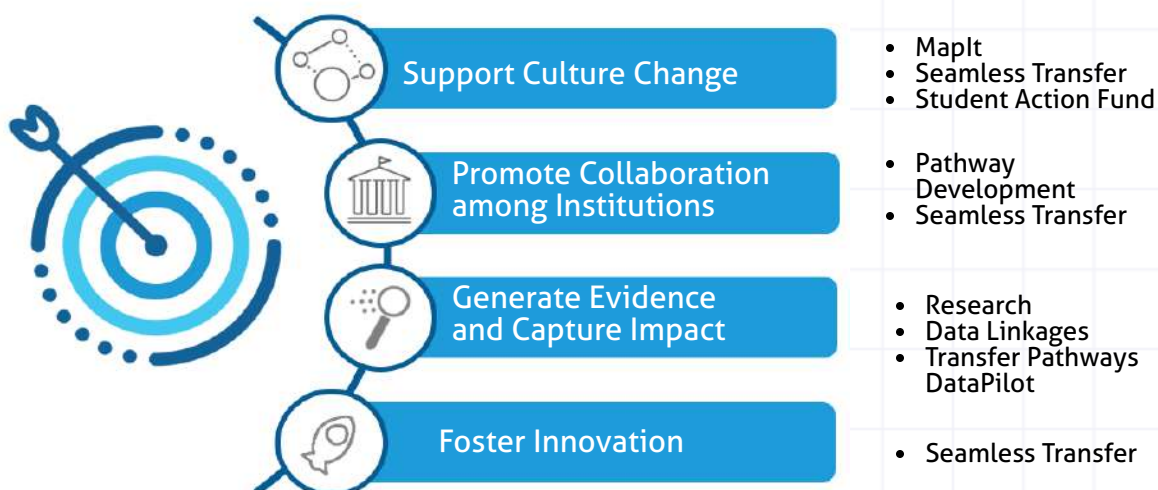 Support Culture Change
• MapIt
• Seamless Transfer
• Student Action Fund
Promote Collaboration
among Institutions
• Pathway
Development
• Seamless Transfer
Generate Evidence
and Capture Impact
• Research
• Data Linkages
• Transfer Pathways
DataPilot
Foster Innovation
• Seamless Transfer